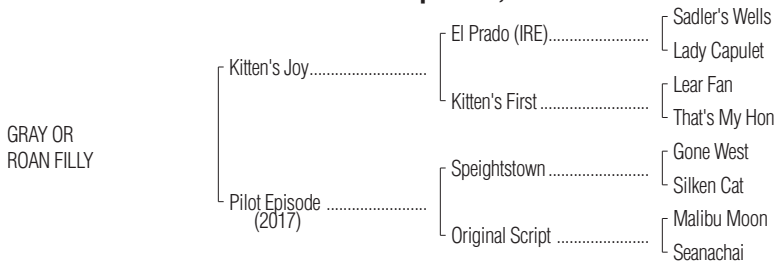 Sadler's Wells
El Prado (IRE)
Lady Capulet
Kitten's Joy
Lear Fan
Kitten's First
That's My Hon
GRAY OR
ROAN FILLY
Gone West
Speightstown
Silken Cat
Pilot Episode
(2017)
Malibu Moon
Original Script
Seanachai